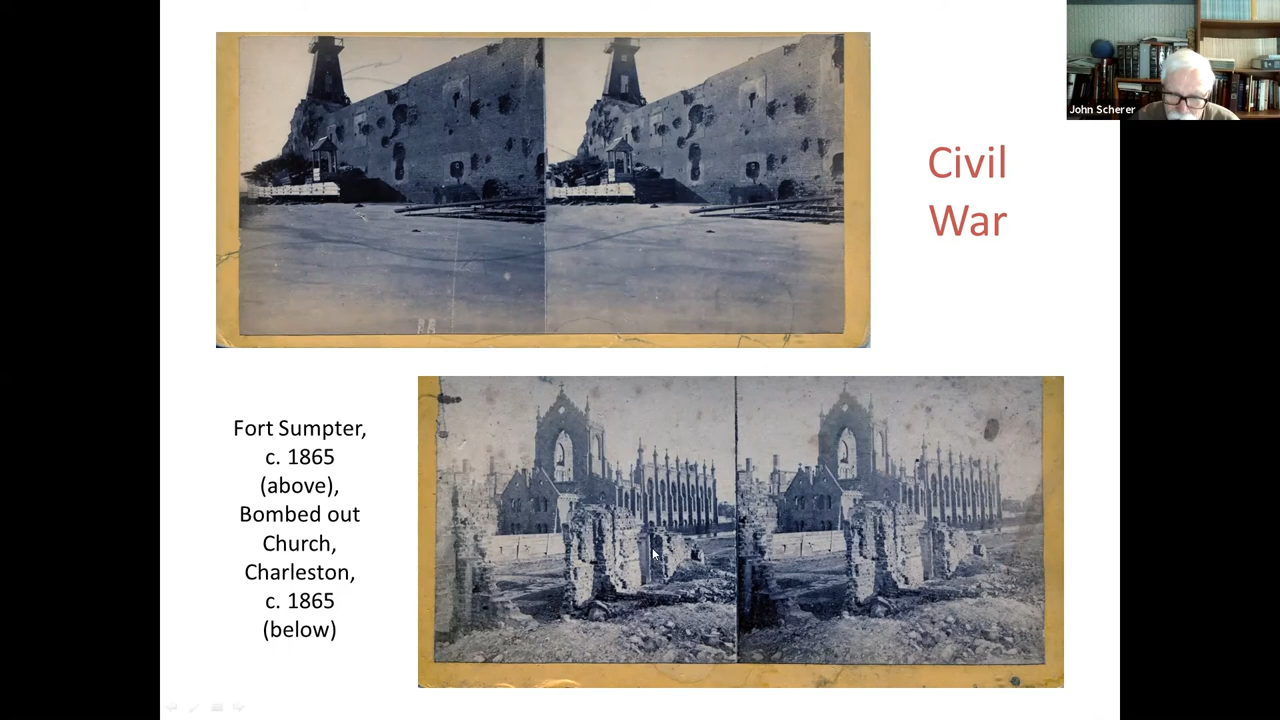 John Scherer
Civil
War
Fort Sumpter,
c. 1865
(above),
Bombed out
Church,
Charleston,
c. 1865
(below)